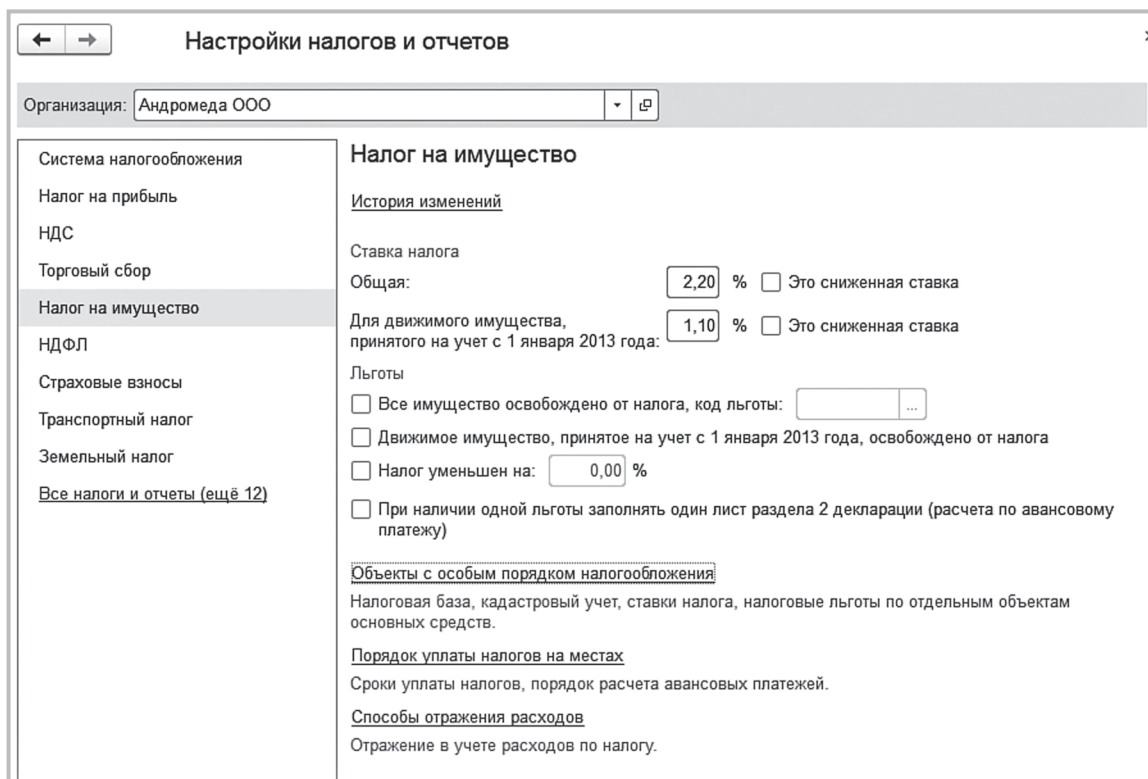 Настройки налогов и отчетов
Организация: Андромеда ООО
Система налогообложения
Налог на прибыль
НДС
Торговый сбор
Налог на имущество
НДФЛ
Страховые взносы
Транспортный налог
Земельный налог
Все налоги и отчеты (ещё 12)
Налог на имущество
История изменений
Ставка налога
Общая: 2,20 % Это сниженная ставка
Для движимого имущества,
принятого на учет с 1 января 2013 года: 1,10 % Это сниженная ставка
Льготы
Все имущество освобождено от налога, код льготы: ...
Движимое имущество, принятое на учет с 1 января 2013 года, освобождено от налога
Налог уменьшен на: 0,00 %
При наличии одной льготы заполнять один лист раздела 2 декларации (расчета по авансовому
платежу)
Объекты с особым порядком налогообложения
Налоговая база, кадастровый учет, ставки налога, налоговые льготы по отдельным объектам
основных средств.
Порядок уплаты налогов на местах
Сроки уплаты налогов, порядок расчета авансовых платежей.
Способы отражения расходов
Отражение в учете расходов по налогу.